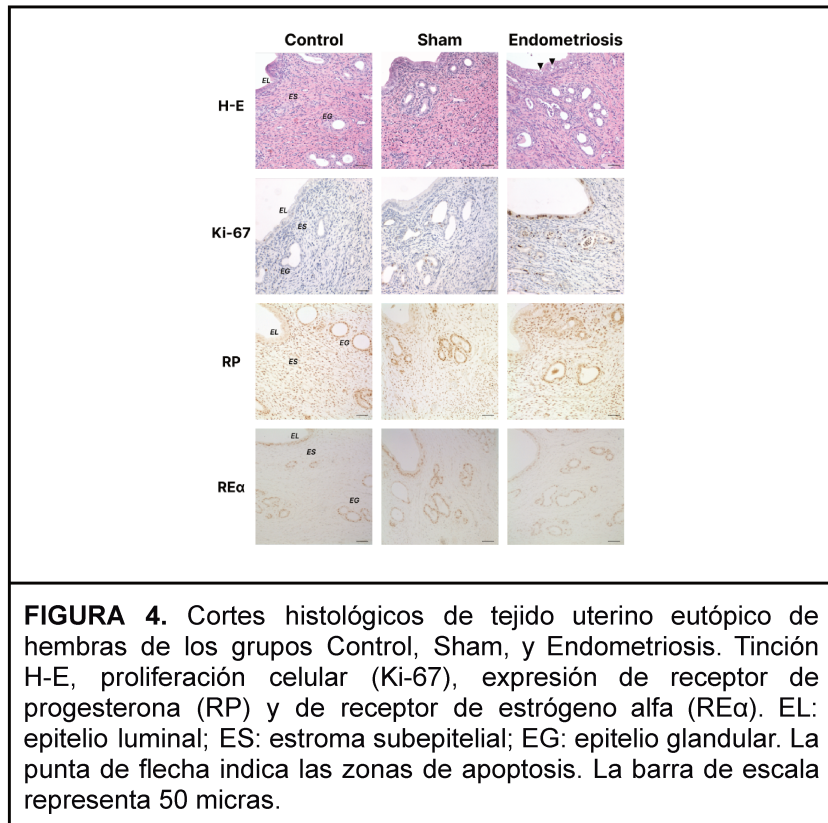 Control Sham Endometriosis
H-E
EL
ES
EG
Ki-67
EL
ES
EG
RP
EL
EG
ES
REα
EL
ES
EG
FIGURA 4. Cortes histológicos de tejido uterino eutópico de
hembras de los grupos Control, Sham, y Endometriosis. Tinción
H-E, proliferación celular (Ki-67), expresión de receptor de
progesterona (RP) y de receptor de estrógeno alfa (REα). EL:
epitelio luminal; ES: estroma subepitelial; EG: epitelio glandular. La
punta de flecha indica las zonas de apoptosis. La barra de escala
representa 50 micras.